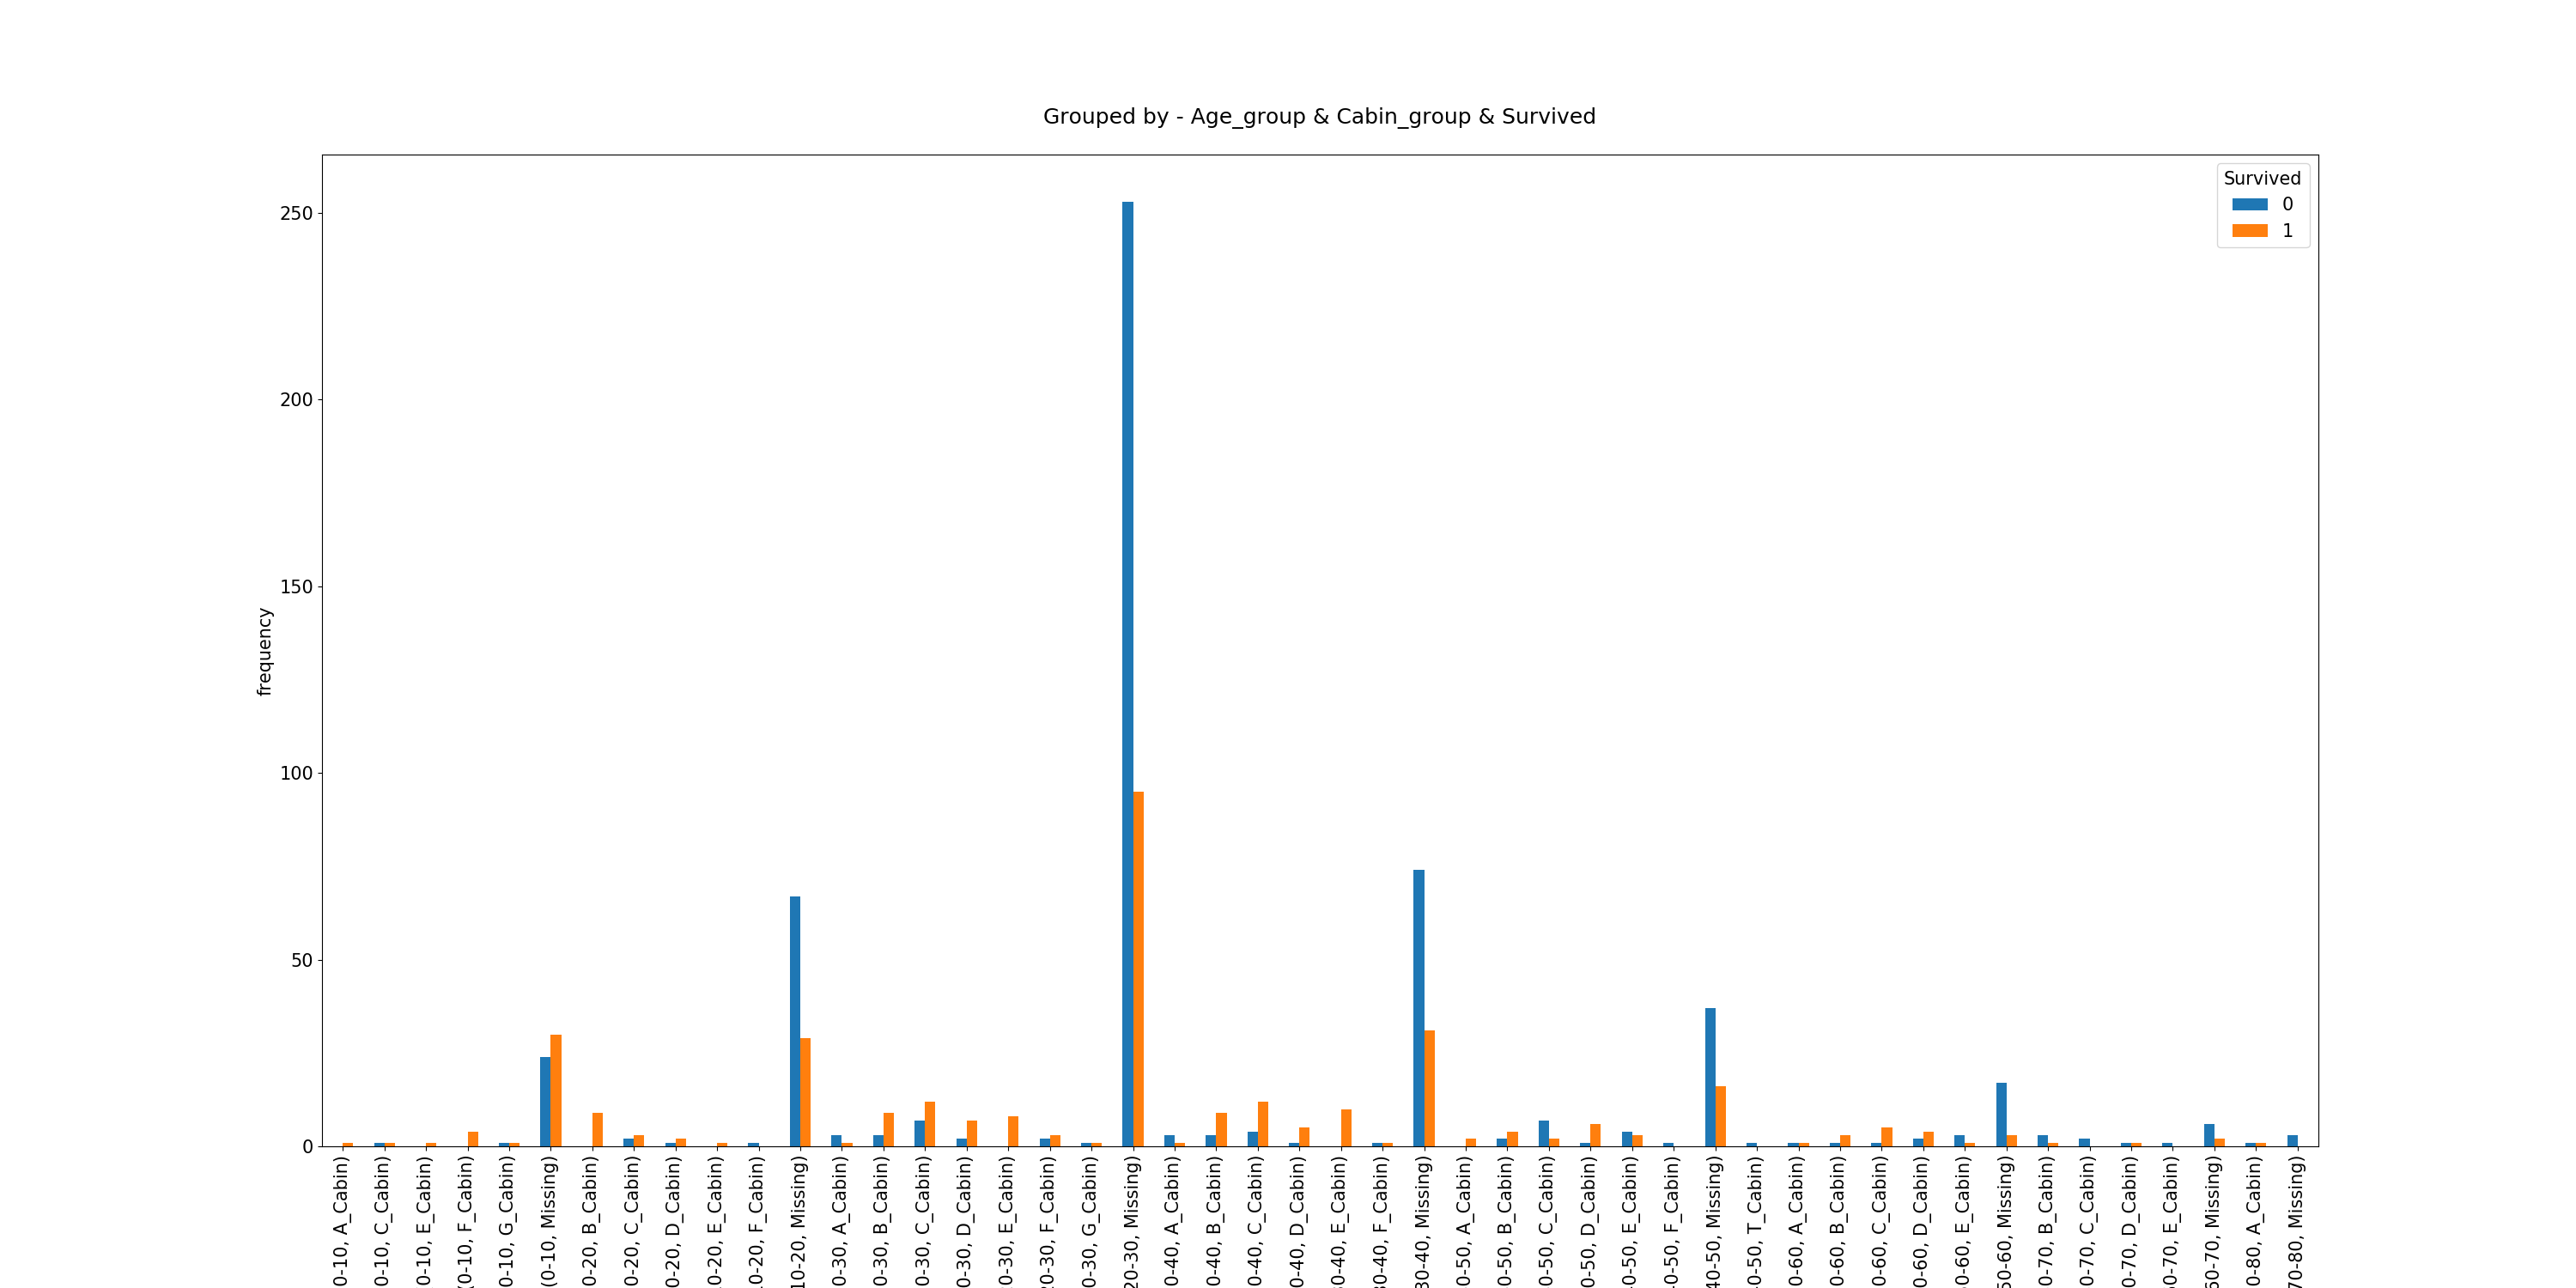 Grouped by - Age_group & Cabin_group & Survived
Survived
0
1
250
200
150
100
50
0
frequency
0-10, A_Cabin)
0-10, C_Cabin)
0-10, E_Cabin)
(0-10, F_Cabin)
0-10, G_Cabin)
(0-10, Missing)
0-20, B_Cabin)
0-20, C_Cabin)
0-20, D_Cabin)
0-20, E_Cabin)
0-20, F_Cabin)
10-20, Missing)
0-30, A_Cabin)
0-30, B_Cabin)
0-30, C_Cabin)
0-30, D_Cabin)
0-30, E_Cabin)
20-30, F_Cabin)
0-30, G_Cabin)
20-30, Missing)
0-40, A_Cabin)
0-40, B_Cabin)
0-40, C_Cabin)
0-40, D_Cabin)
0-40, E_Cabin)
30-40, F_Cabin)
30-40, Missing)
0-50, A_Cabin)
0-50, B_Cabin)
0-50, C_Cabin)
0-50, D_Cabin)
0-50, E_Cabin)
0-50, F_Cabin)
40-50, Missing)
0-50, T_Cabin)
0-60, A_Cabin)
0-60, B_Cabin)
0-60, C_Cabin)
0-60, D_Cabin)
0-60, E_Cabin)
50-60, Missing)
0-70, B_Cabin)
0-70, C_Cabin)
0-70, D_Cabin)
0-70, E_Cabin)
60-70, Missing)
0-80, A_Cabin)
70-80, Missing)